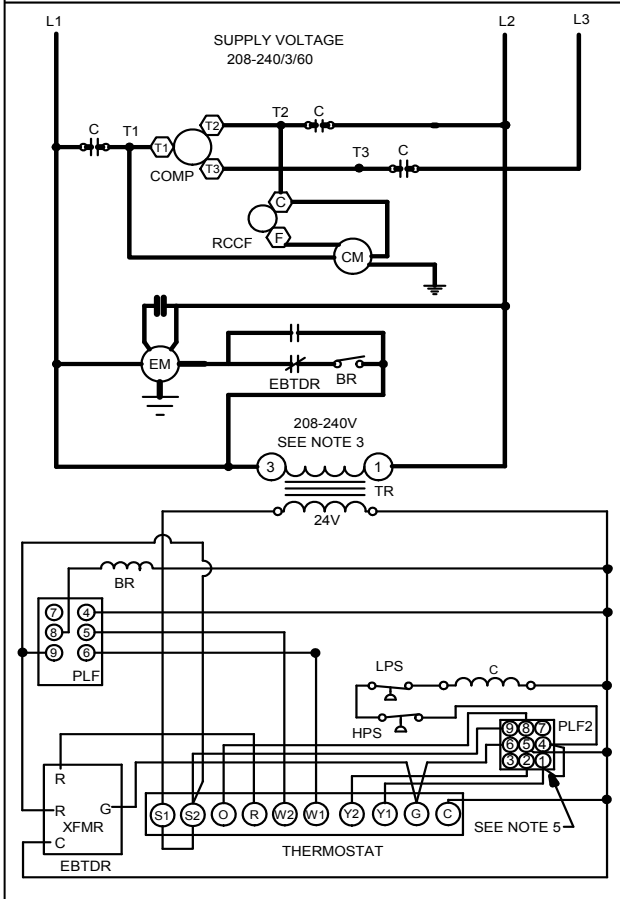 L1 L2 L3
SUPPLY VOLTAGE
208-240/3/60
C T1 T1 T2 T2 C
T3 T3 C
COMP
C
RCCF F CM
EM
EBTDR BR
208-240V
SEE NOTE 3
3 1
TR
24V
BR
7 4
8 5
9 6
PLF
LPS C
HPS
9 8 7 PLF2
6 5 4
3 2 1
SEE NOTE 5
R
R G
XFMR
C
EBTDR
S1 S2 O R W2 W1 Y2 Y1 G C
THERMOSTAT